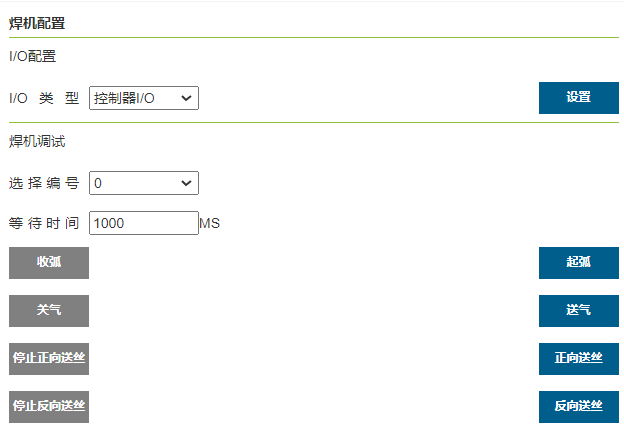 焊机配置
I/O配置
I/O 类 型 控制器I/O 设置
焊机调试
选 择 编 号 0
等 待 时 间 1000 MS
收弧 起弧
关气 送气
停止正向送丝 正向送丝
停止反向送丝 反向送丝